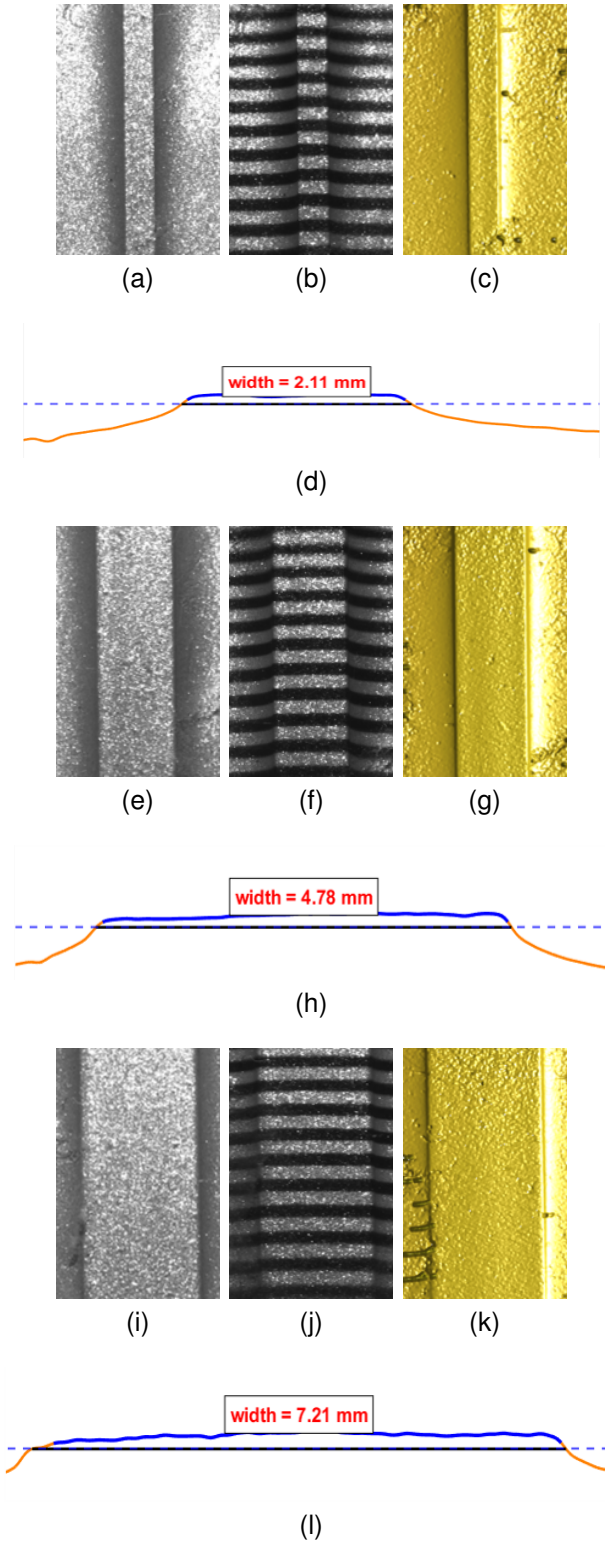 (a) (b) (c)
width = 2.11 mm
(d)
(e) (f) (g)
width = 4.78 mm
(h)
(i) (j) (k)
width = 7.21 mm
(l)